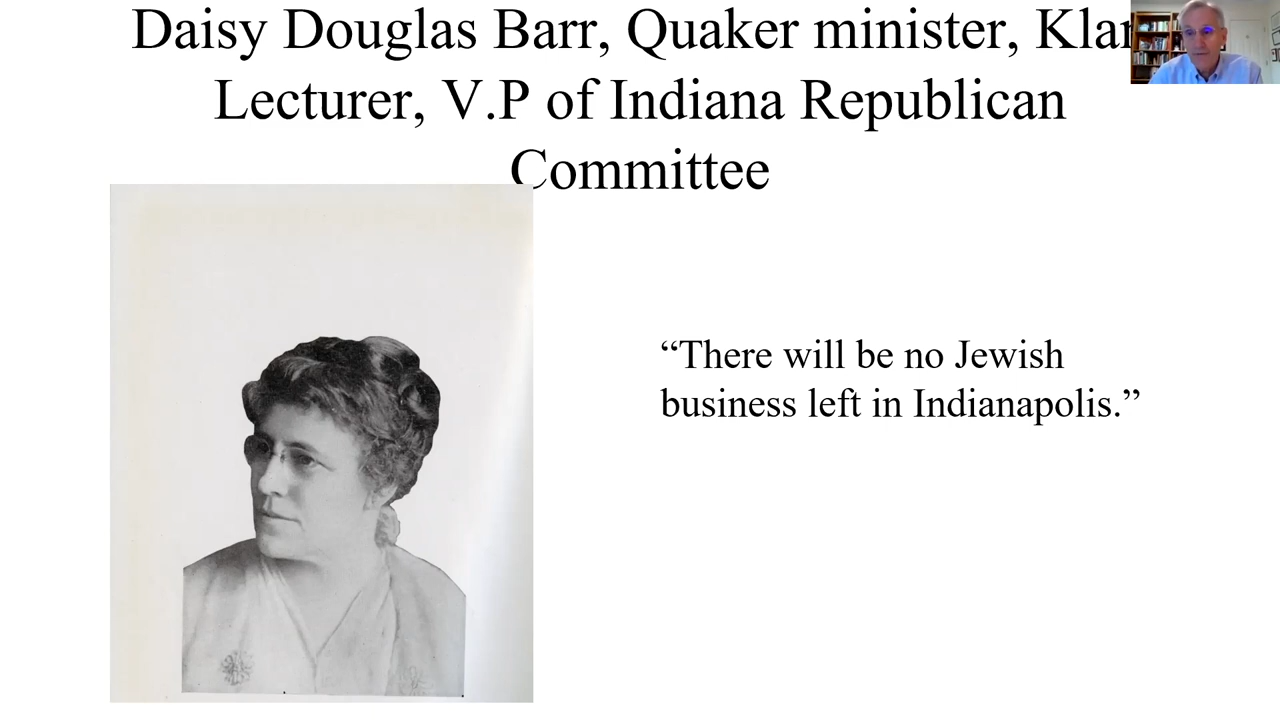 Daisy Douglas Barr, Quaker minister, Klan
Lecturer, V.P of Indiana Republican
Committee
“There will be no Jewish
business left in Indianapolis.”